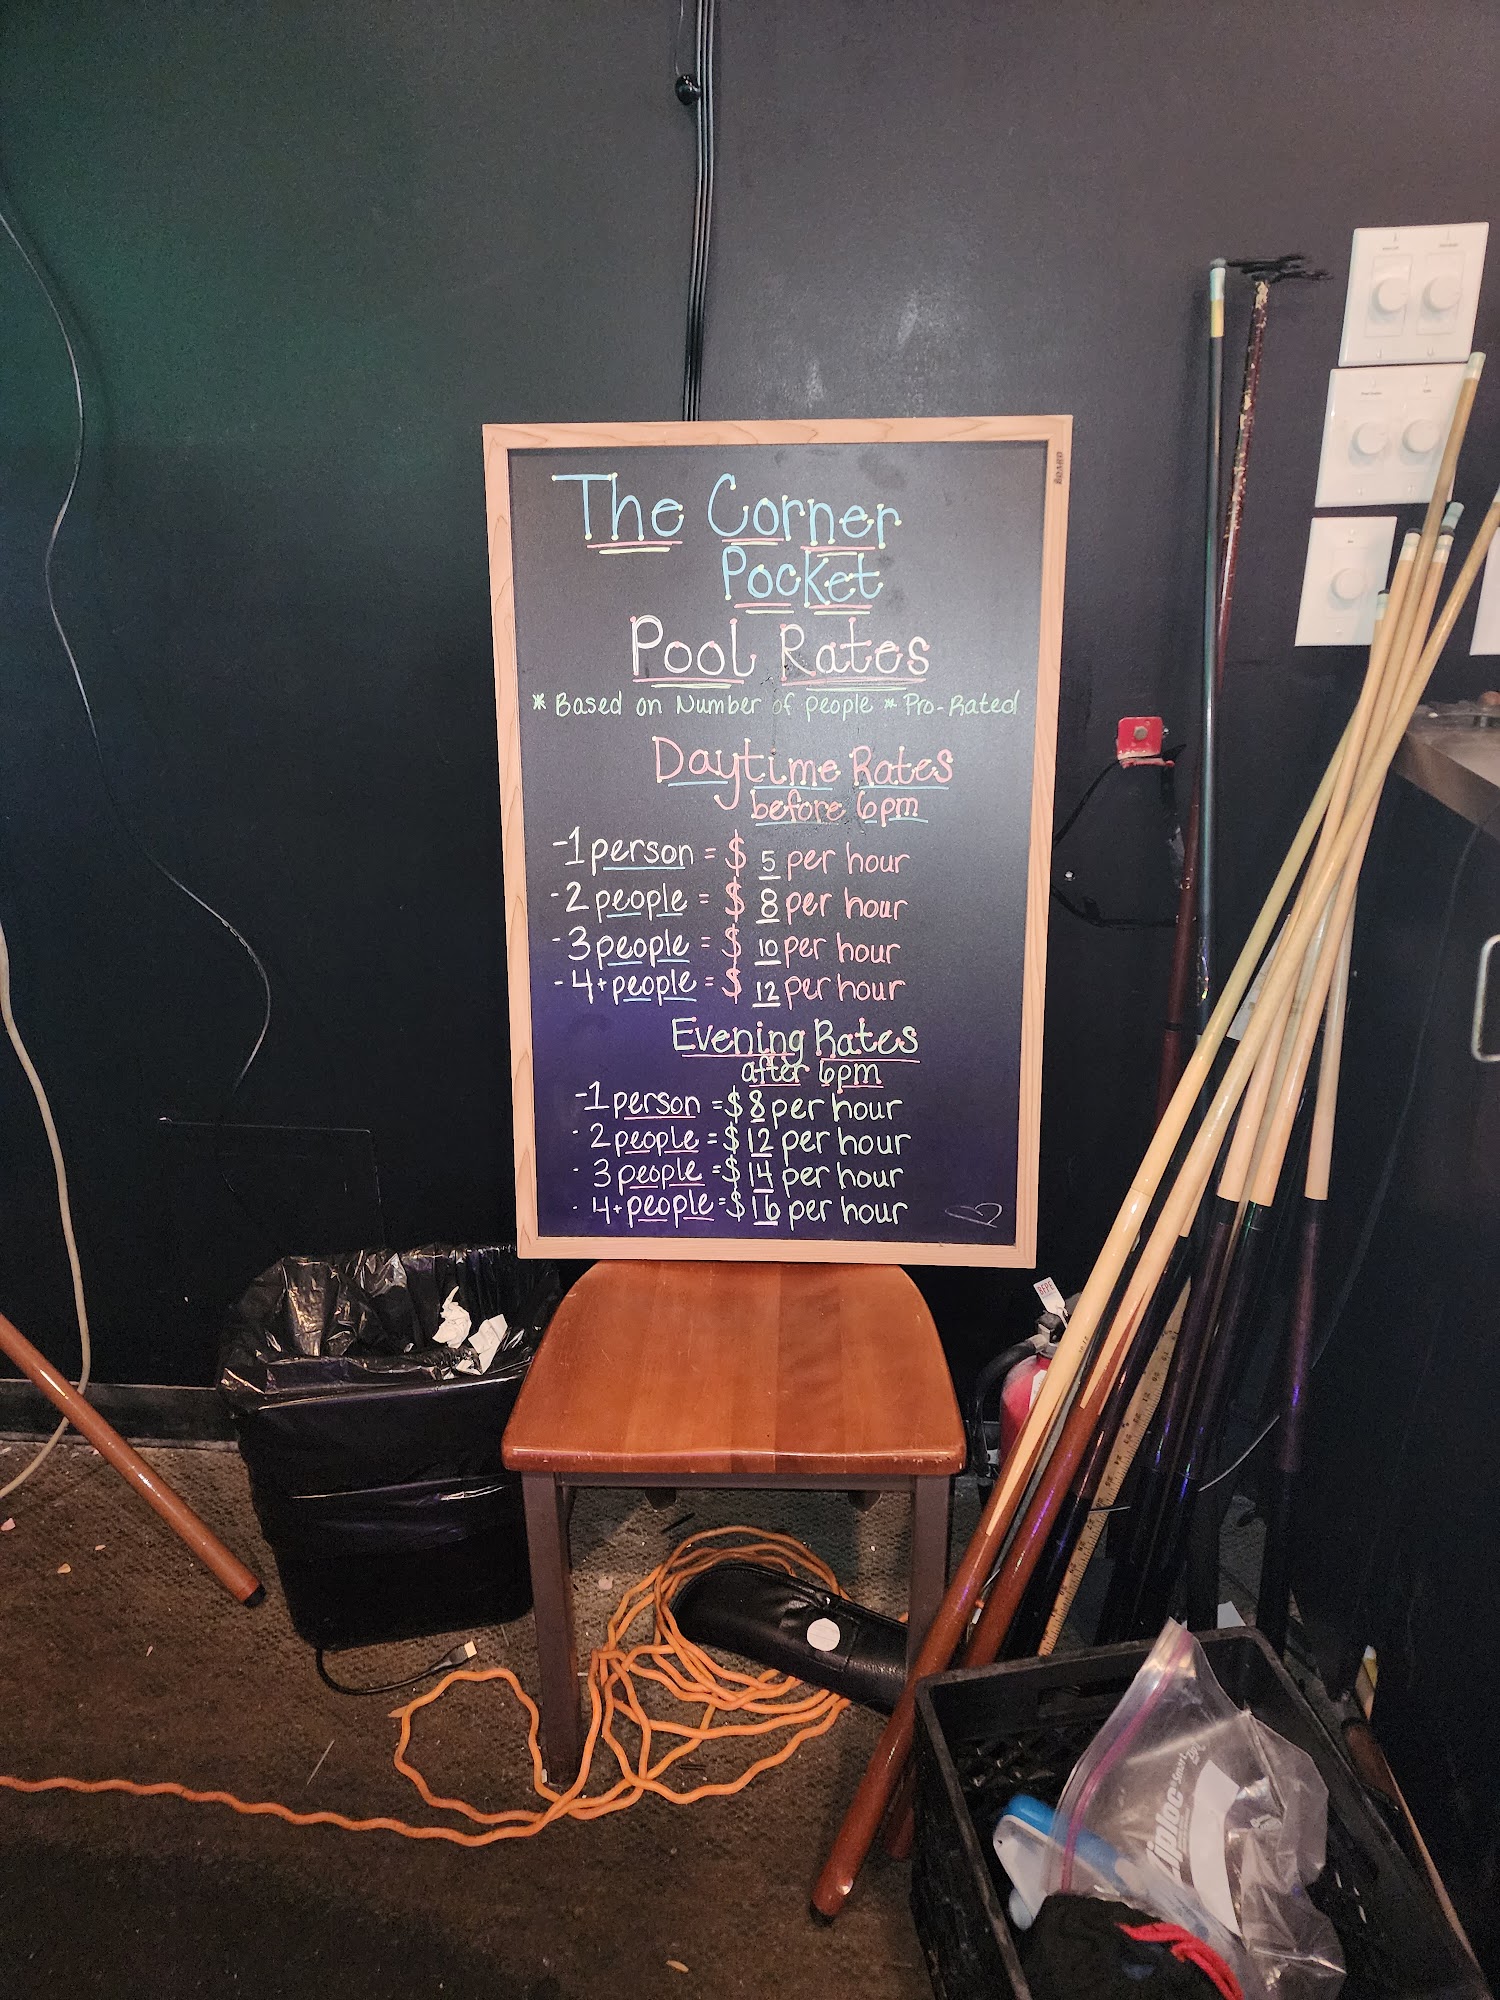 The Corner
Pocket
Pool Rates
* Based on Number of people * Pro-Rated
Daytime Rates
before 6pm
-1 person = $ 5 per hour
-2 people = $ 8 per hour
-3 people = $ 10 per hour
-4+ people = $ 12 per hour
Evening Rates
after 6pm
-1 person = $ 8 per hour
· 2 people = $ 12 per hour
· 3 people = $ 14 per hour
· 4+ people = $ 16 per hour
BOARD
BFPE
Ziploc